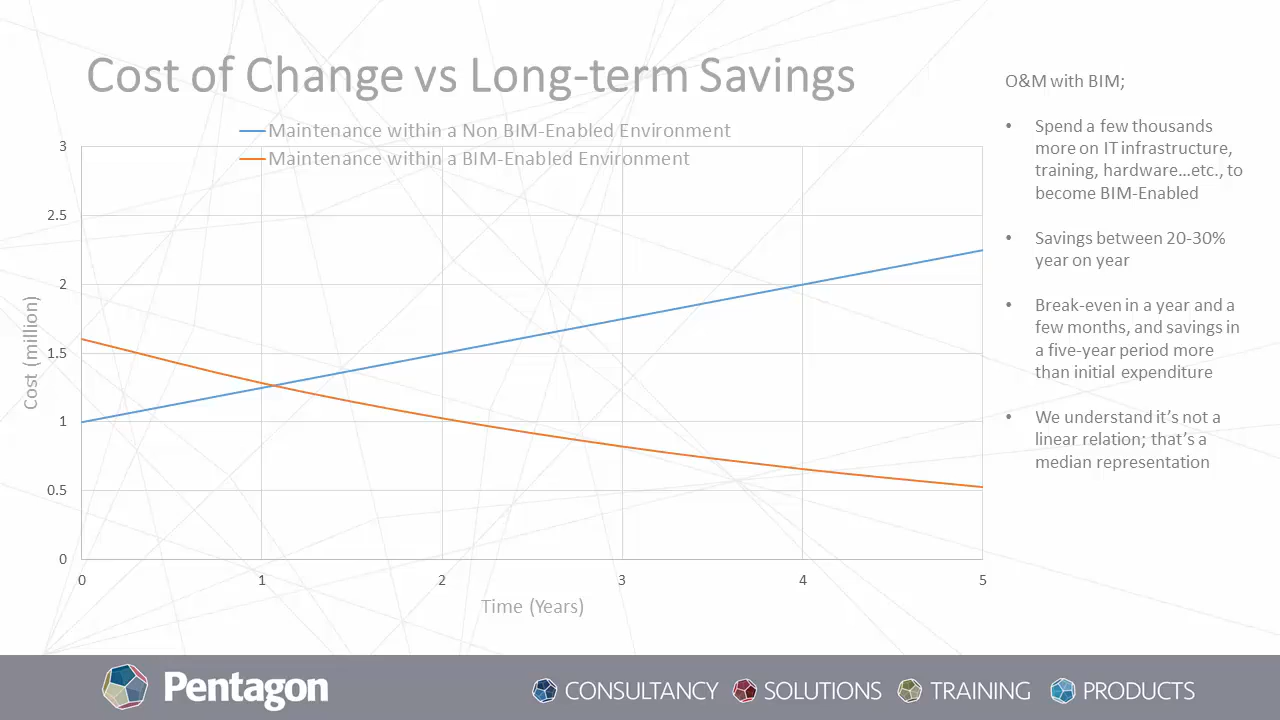 Cost of Change vs Long-term Savings
Maintenance within a Non BIM-Enabled Environment
Maintenance within a BIM-Enabled Environment
3
2.5
2
1.5
1
0.5
0
Cost (million)
0 1 2 3 4 5
Time (Years)
O&M with BIM;
• Spend a few thousands
more on IT infrastructure,
training, hardware…etc., to
become BIM-Enabled
• Savings between 20-30%
year on year
• Break-even in a year and a
few months, and savings in
a five-year period more
than initial expenditure
• We understand it’s not a
linear relation; that’s a
median representation
Pentagon
CONSULTANCY SOLUTIONS TRAINING PRODUCTS